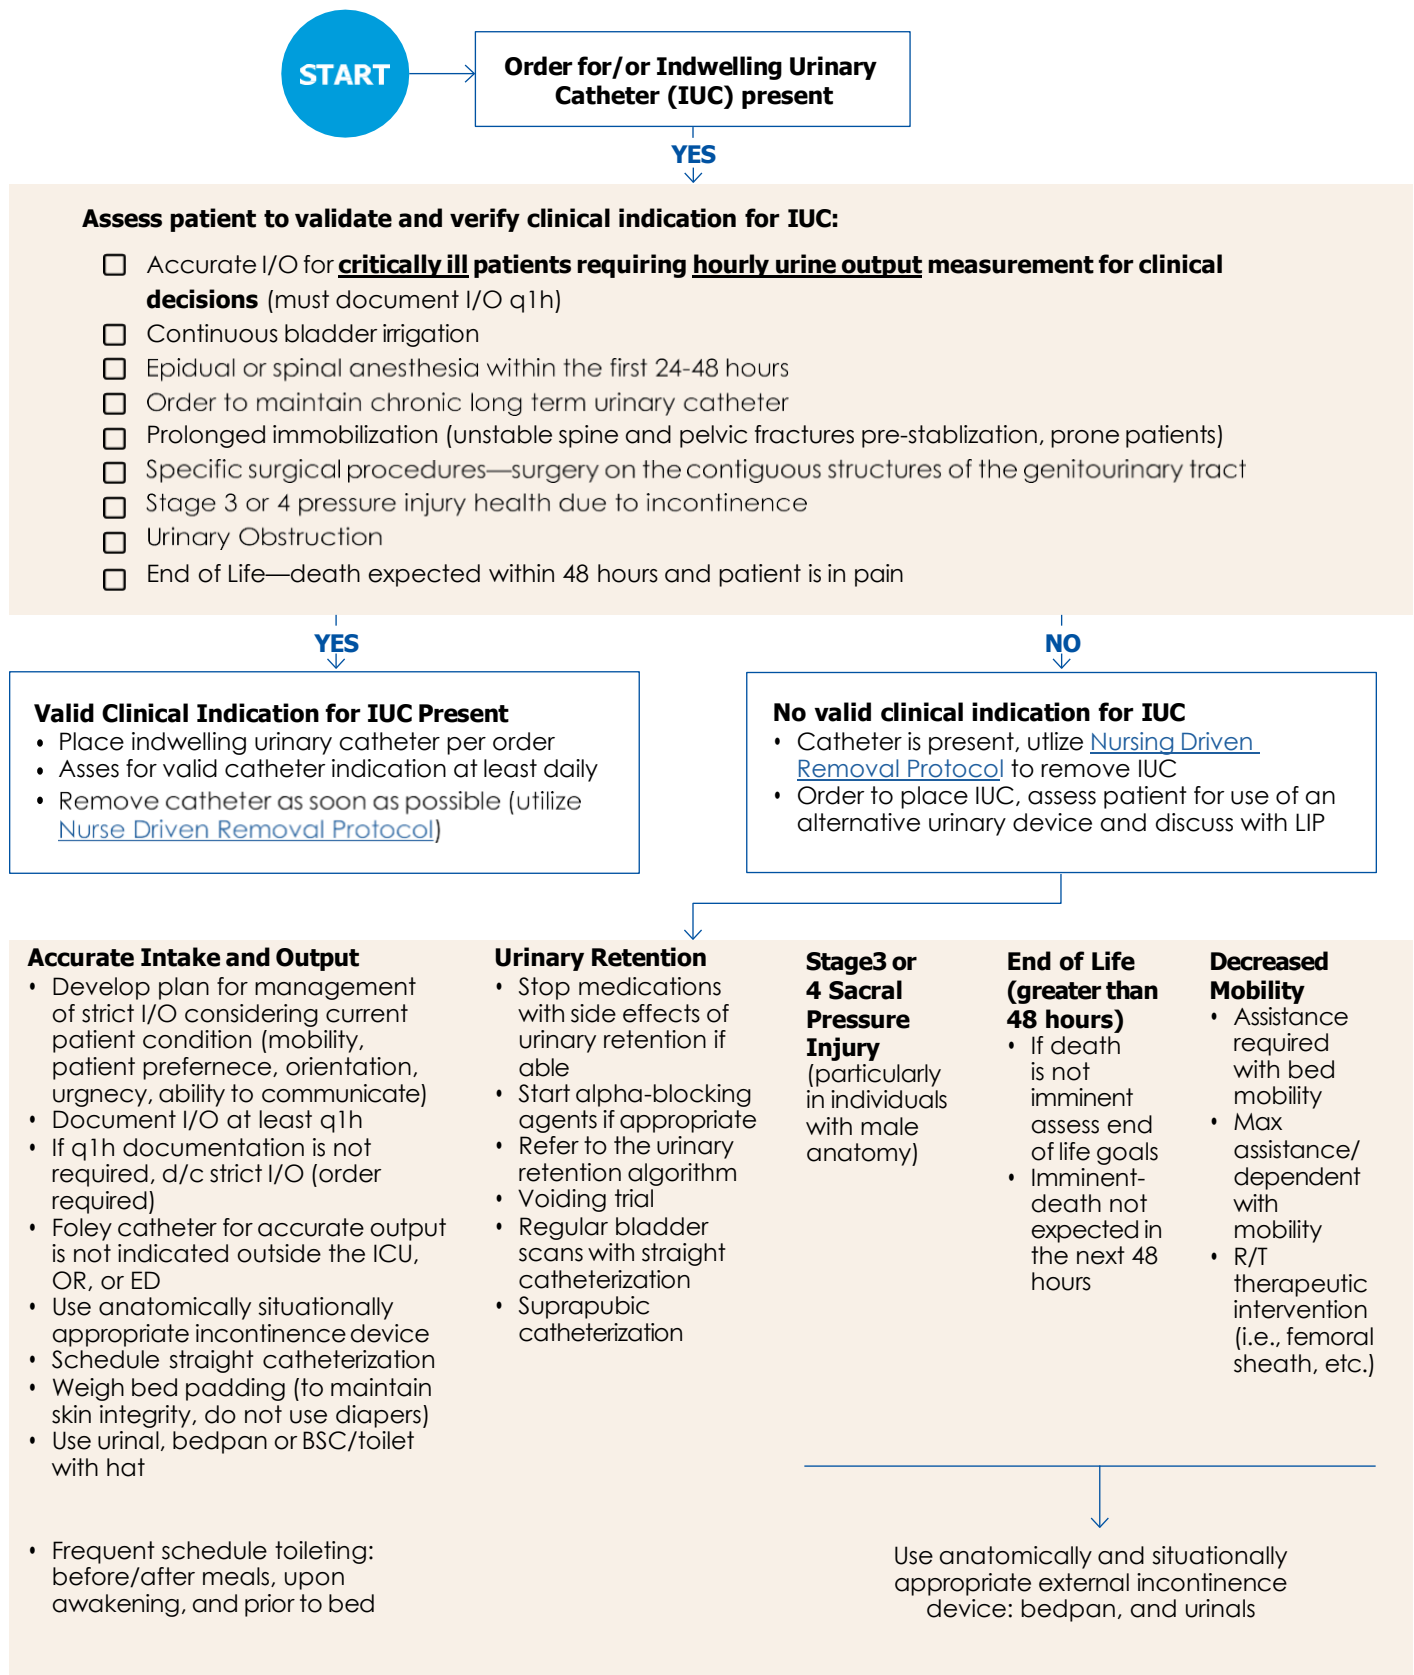 START
Order for/or Indwelling Urinary
Catheter (IUC) present
YES
Assess patient to validate and verify clinical indication for IUC:
Accurate I/O for critically ill patients requiring hourly urine output measurement for clinical
decisions (must document I/O q1h)
Continuous bladder irrigation
Epidual or spinal anesthesia within the first 24-48 hours
Order to maintain chronic long term urinary catheter
Prolonged immobilization (unstable spine and pelvic fractures pre-stablization, prone patients)
Specific surgical procedures—surgery on the contiguous structures of the genitourinary tract
Stage 3 or 4 pressure injury health due to incontinence
Urinary Obstruction
End of Life—death expected within 48 hours and patient is in pain
YES
NO
Valid Clinical Indication for IUC Present
• Place indwelling urinary catheter per order
• Asses for valid catheter indication at least daily
• Remove catheter as soon as possible (utilize
Nurse Driven Removal Protocol)
No valid clinical indication for IUC
• Catheter is present, utlize Nursing Driven
Removal Protocol to remove IUC
• Order to place IUC, assess patient for use of an
alternative urinary device and discuss with LIP
Accurate Intake and Output
• Develop plan for management
of strict I/O considering current
patient condition (mobility,
patient prefernece, orientation,
urgnecy, ability to communicate)
• Document I/O at least q1h
• If q1h documentation is not
required, d/c strict I/O (order
required)
• Foley catheter for accurate output
is not indicated outside the ICU,
OR, or ED
• Use anatomically situationally
appropriate incontinence device
• Schedule straight catheterization
• Weigh bed padding (to maintain
skin integrity, do not use diapers)
• Use urinal, bedpan or BSC/toilet
with hat
• Frequent schedule toileting:
before/after meals, upon
awakening, and prior to bed
Urinary Retention
• Stop medications
with side effects of
urinary retention if
able
• Start alpha-blocking
agents if appropriate
• Refer to the urinary
retention algorithm
• Voiding trial
• Regular bladder
scans with straight
catheterization
• Suprapubic
catheterization
Stage3 or
4 Sacral
Pressure
Injury
(particularly
in individuals
with male
anatomy)
End of Life
(greater than
48 hours)
• If death
is not
imminent
assess end
of life goals
• Imminent-
death not
expected in
the next 48
hours
Decreased
Mobility
• Assistance
required
with bed
mobility
• Max
assistance/
dependent
with
mobility
• R/T
therapeutic
intervention
(i.e., femoral
sheath, etc.)
Use anatomically and situationally
appropriate external incontinence
device: bedpan, and urinals